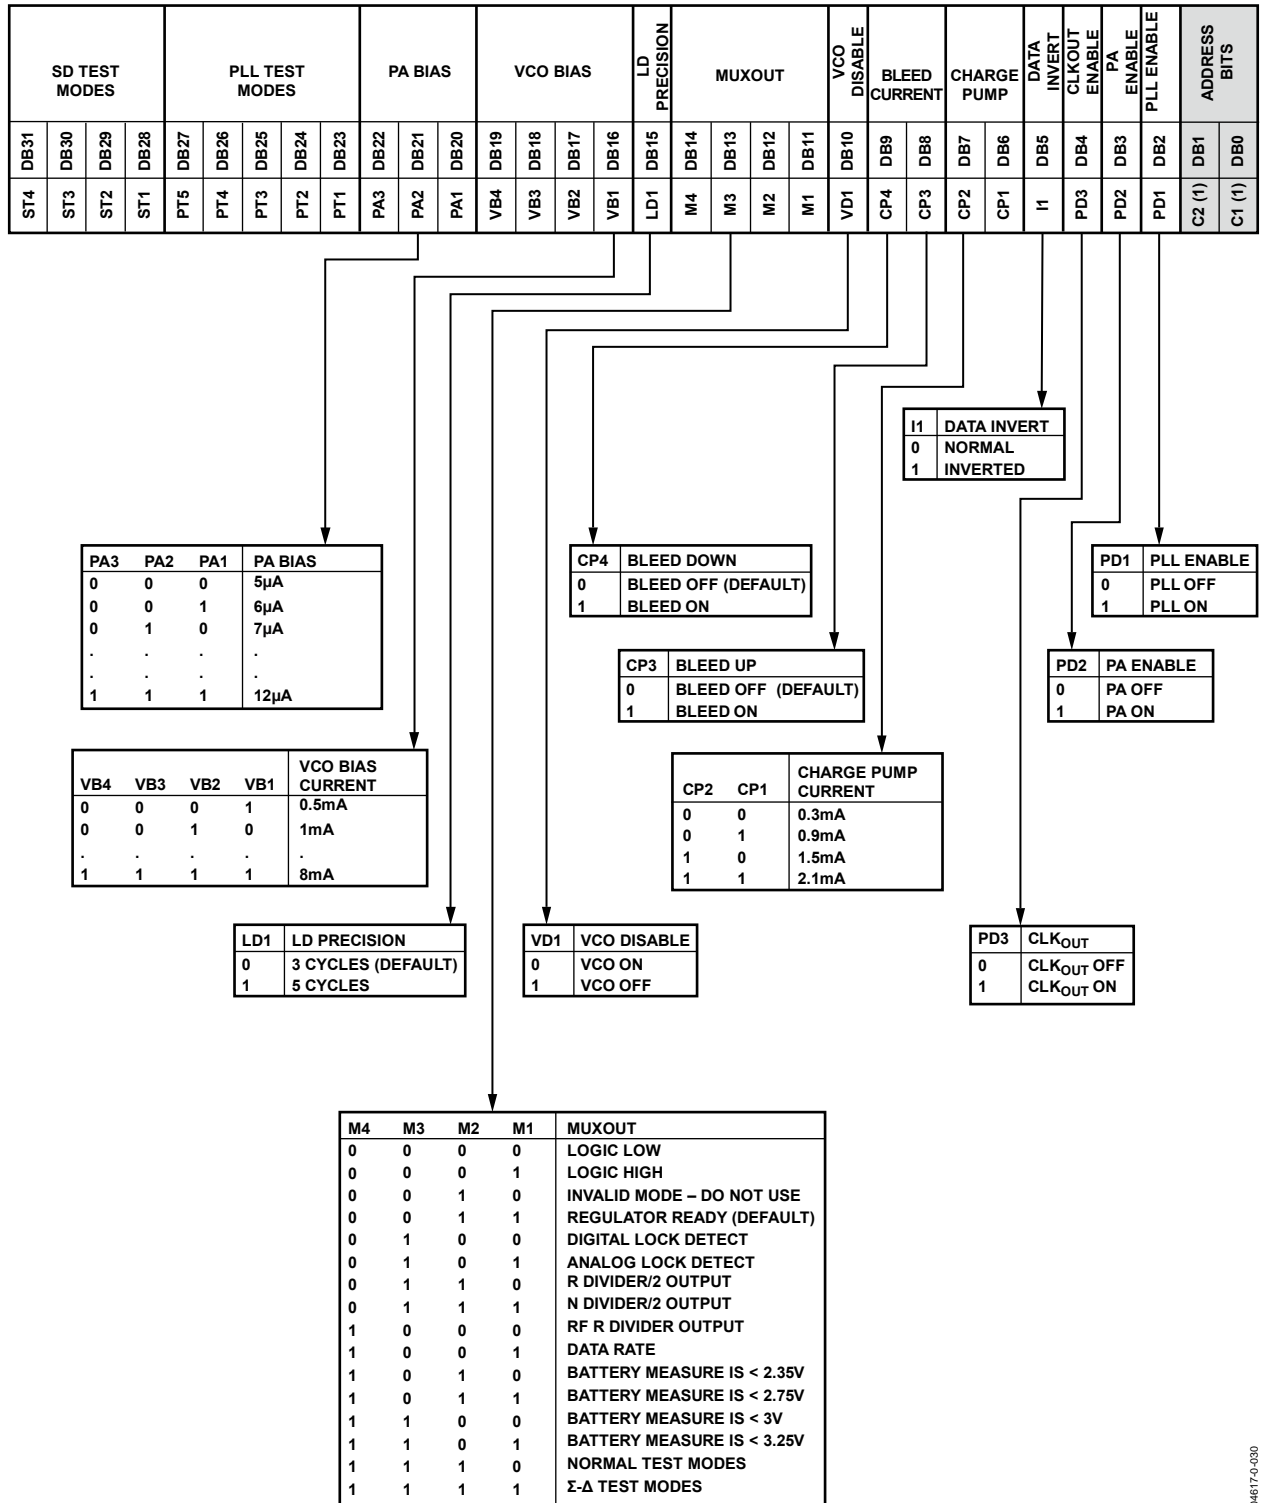 SD TEST MODES
PLL TEST MODES
PA BIAS
VCO BIAS
LD PRECISION
MUXOUT
VCO DISABLE
BLEED CURRENT
CHARGE PUMP
DATA INVERT
CLKOUT ENABLE
PA ENABLE
PLL ENABLE
ADDRESS BITS
DB31 DB30 DB29 DB28 DB27 DB26 DB25 DB24 DB23 DB22 DB21 DB20 DB19 DB18 DB17 DB16 DB15 DB14 DB13 DB12 DB11 DB10 DB9 DB8 DB7 DB6 DB5 DB4 DB3 DB2 DB1 DB0
ST4 ST3 ST2 ST1 PT5 PT4 PT3 PT2 PT1 PA3 PA2 PA1 VB4 VB3 VB2 VB1 LD1 M4 M3 M2 M1 VD1 CP4 CP3 CP2 CP1 I1 PD3 PD2 PD1 C2 (1) C1 (1)
I1 DATA INVERT
0 NORMAL
1 INVERTED
PA3 PA2 PA1 PA BIAS
0 0 0 5µA
0 0 1 6µA
0 1 0 7µA
. . . .
. . . .
1 1 1 12µA
CP4 BLEED DOWN
0 BLEED OFF (DEFAULT)
1 BLEED ON
PD1 PLL ENABLE
0 PLL OFF
1 PLL ON
CP3 BLEED UP
0 BLEED OFF (DEFAULT)
1 BLEED ON
PD2 PA ENABLE
0 PA OFF
1 PA ON
VB4 VB3 VB2 VB1 VCO BIAS CURRENT
0 0 0 1 0.5mA
0 0 1 0 1mA
. . . . .
1 1 1 1 8mA
CP2 CP1 CHARGE PUMP CURRENT
0 0 0.3mA
0 1 0.9mA
1 0 1.5mA
1 1 2.1mA
LD1 LD PRECISION
0 3 CYCLES (DEFAULT)
1 5 CYCLES
VD1 VCO DISABLE
0 VCO ON
1 VCO OFF
PD3 CLKOUT
0 CLKOUT OFF
1 CLKOUT ON
M4 M3 M2 M1 MUXOUT
0 0 0 0 LOGIC LOW
0 0 0 1 LOGIC HIGH
0 0 1 0 INVALID MODE – DO NOT USE
0 0 1 1 REGULATOR READY (DEFAULT)
0 1 0 0 DIGITAL LOCK DETECT
0 1 0 1 ANALOG LOCK DETECT
0 1 1 0 R DIVIDER/2 OUTPUT
0 1 1 1 N DIVIDER/2 OUTPUT
1 0 0 0 RF R DIVIDER OUTPUT
1 0 0 1 DATA RATE
1 0 1 0 BATTERY MEASURE IS < 2.35V
1 0 1 1 BATTERY MEASURE IS < 2.75V
1 1 0 0 BATTERY MEASURE IS < 3V
1 1 0 1 BATTERY MEASURE IS < 3.25V
1 1 1 0 NORMAL TEST MODES
1 1 1 1 Σ-Δ TEST MODES
04617-0-030